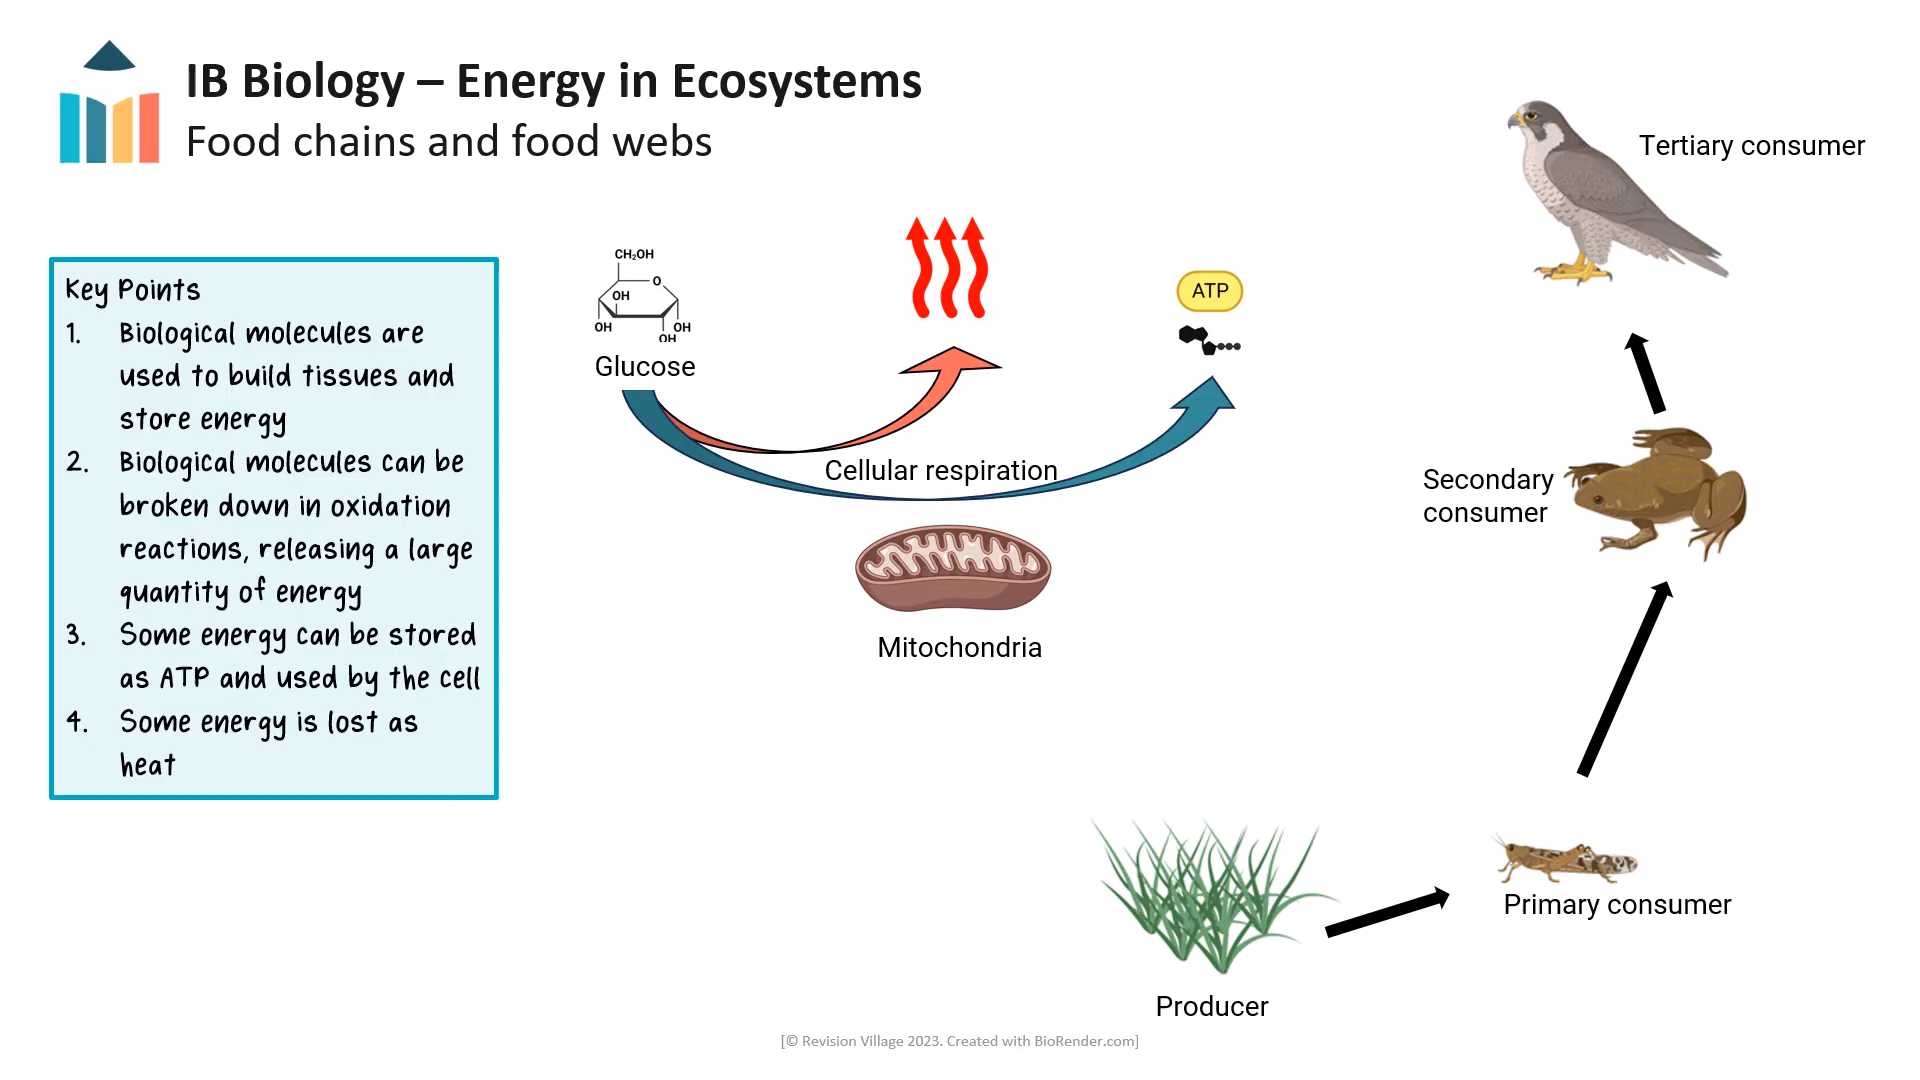 IB Biology – Energy in Ecosystems
Food chains and food webs
Key Points
1. Biological molecules are
used to build tissues and
store energy
2. Biological molecules can be
broken down in oxidation
reactions, releasing a large
quantity of energy
3. Some energy can be stored
as ATP and used by the cell
4. Some energy is lost as
heat
CH₂OH
O
OH
OH
OH
OH
Glucose
ATP
Cellular respiration
Mitochondria
Tertiary consumer
Secondary
consumer
Primary consumer
Producer
[© Revision Village 2023. Created with BioRender.com]